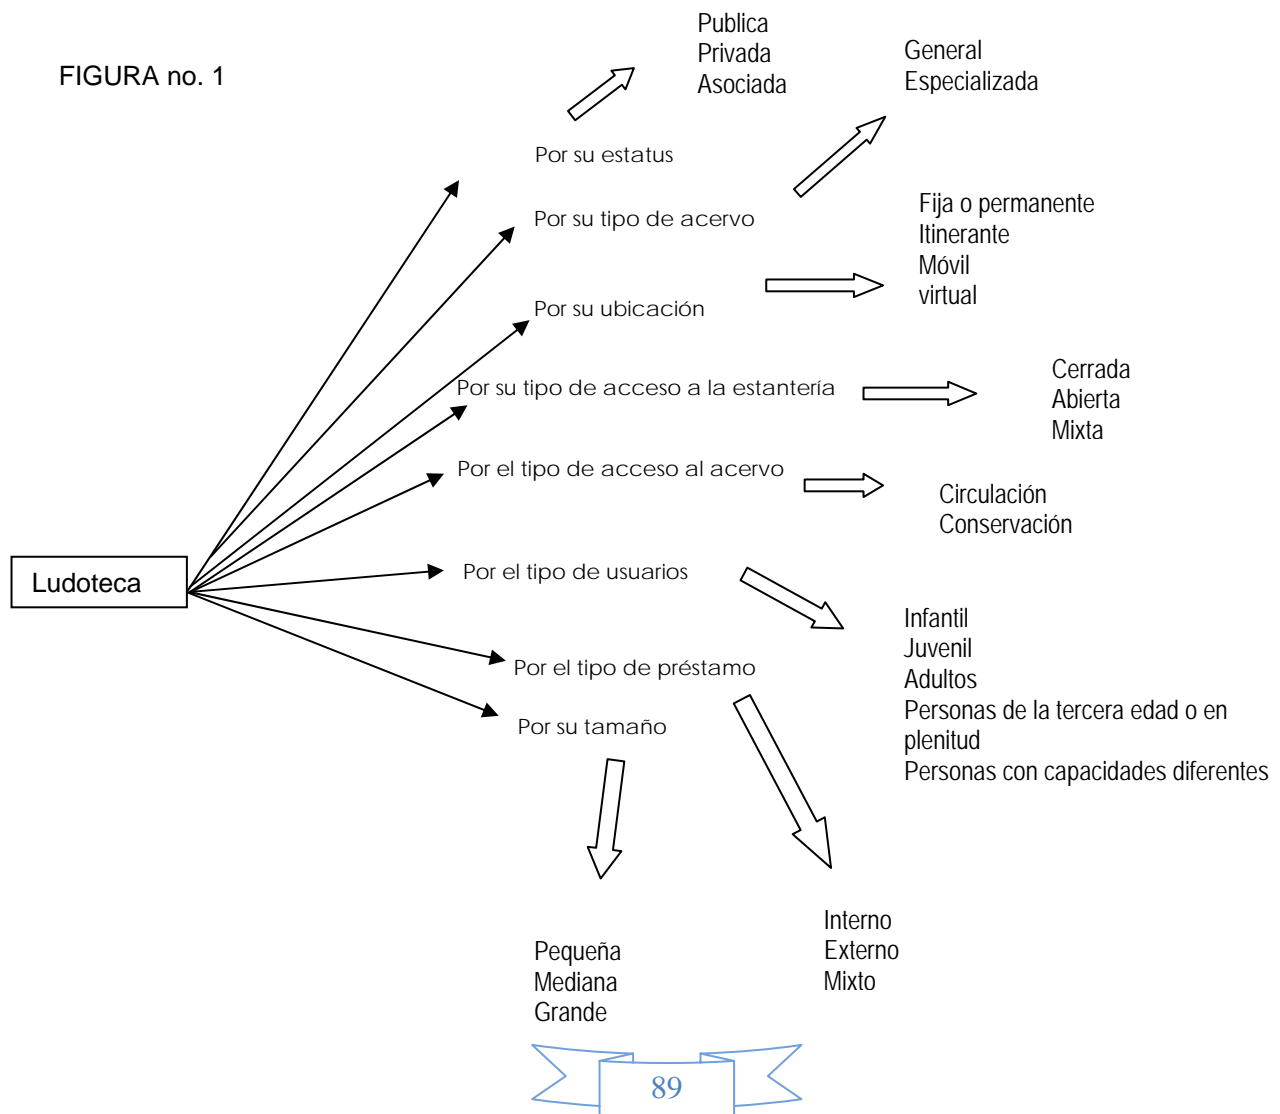 FIGURA no. 1
Publica
Privada
Asociada
General
Especializada
Por su estatus
Por su tipo de acervo
Fija o permanente
Itinerante
Móvil
virtual
Por su ubicación
Por su tipo de acceso a la estantería
Cerrada
Abierta
Mixta
Por el tipo de acceso al acervo
Circulación
Conservación
Ludoteca
Por el tipo de usuarios
Infantil
Juvenil
Adultos
Personas de la tercera edad o en
plenitud
Personas con capacidades diferentes
Por el tipo de préstamo
Por su tamaño
Interno
Externo
Mixto
Pequeña
Mediana
Grande
89